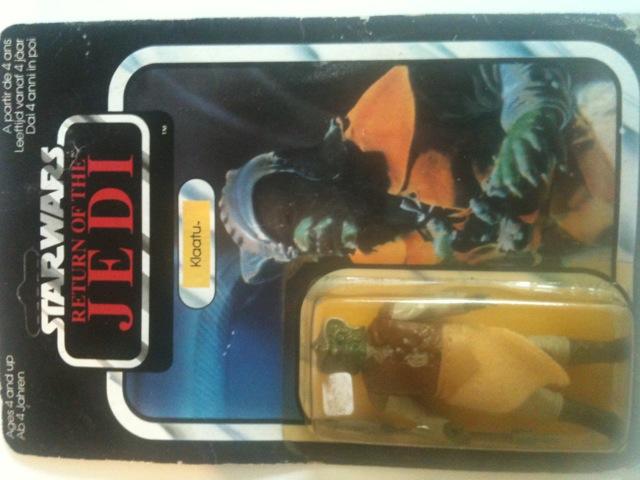 A partir de 4 ans
Leeftijd vanaf 4 jaar
Dai 4 anni in poi
STAR WARS
RETURN OF THE
JEDI
TM
Klaatu-
Ages 4 and up
Ab 4 Jahren